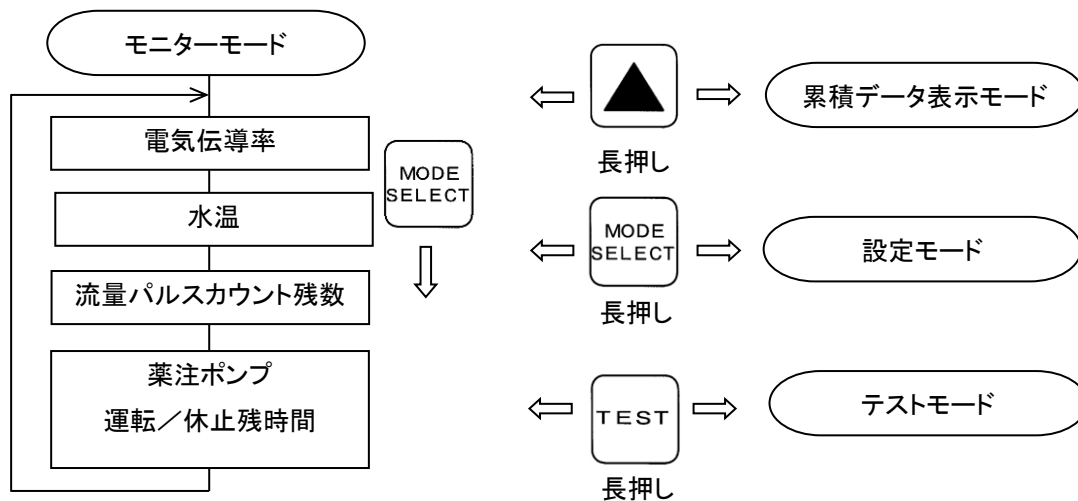 モニターモード
電気伝導率
水温
流量パルスカウント残数
薬注ポンプ
運転／休止残時間
MODE
SELECT
長押し
累積データ表示モード
MODE
SELECT
長押し
設定モード
TEST
長押し
テストモード